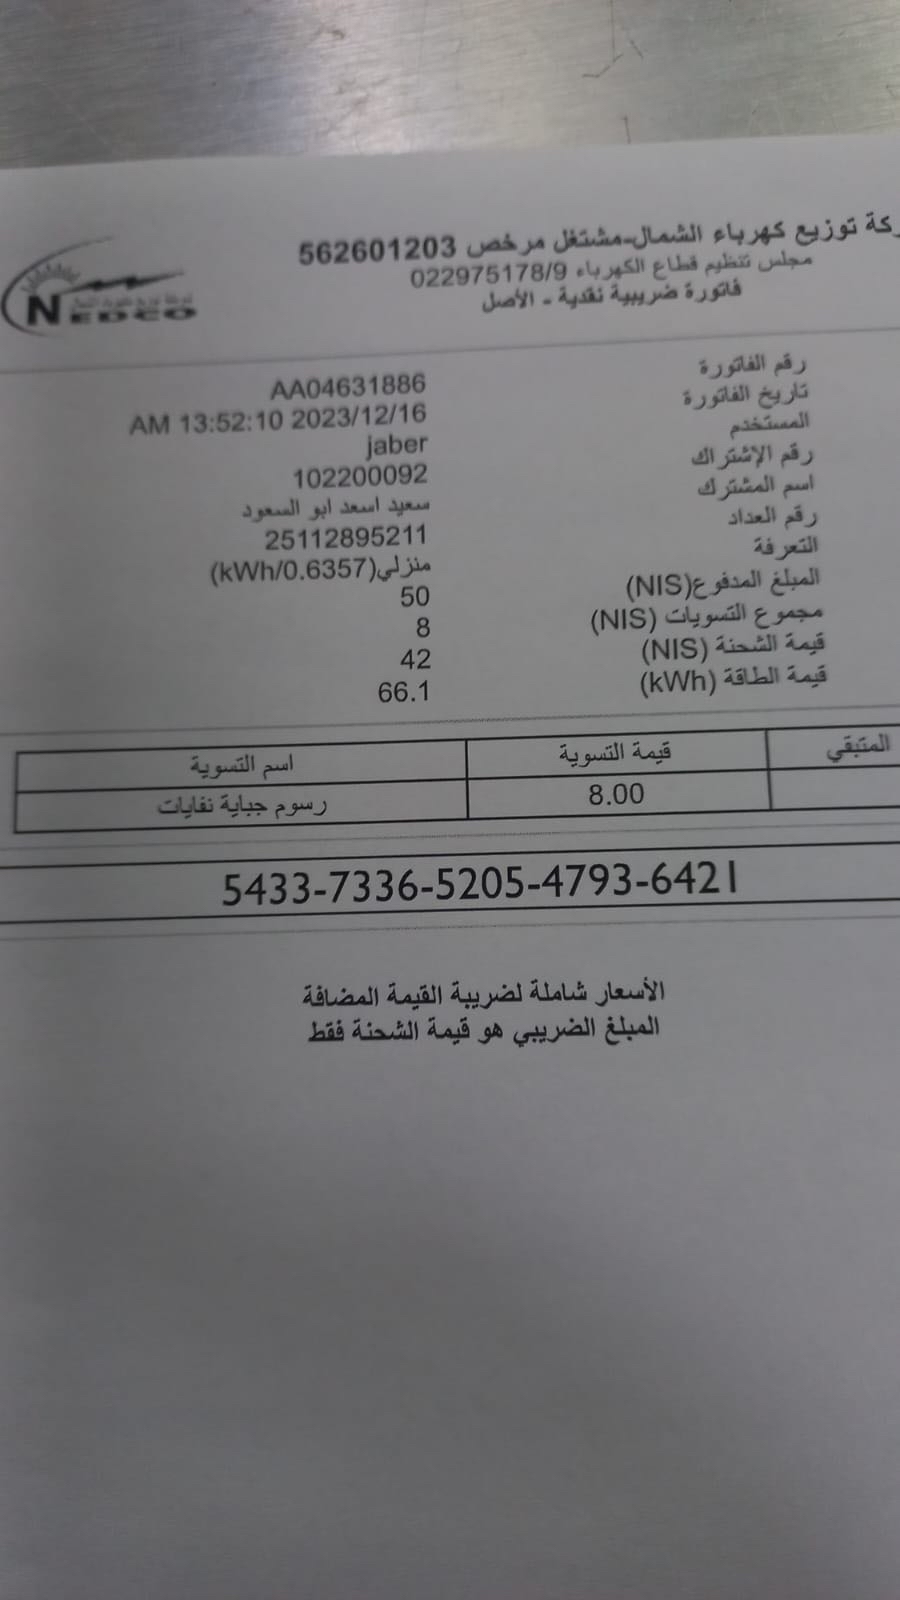 كة توزيع كهرباء الشمال-مشتغل مرخص 562601203
مجلس تنظيم قطاع الكهرباء 022975178/9
فاتورة ضريبية نقدية - الأصل
NEDCO
رقم الفاتورة AA04631886
تاريخ الفاتورة AM 13:52:10 2023/12/16
المستخدم jaber
رقم الإشتراك 102200092
اسم المشترك سعيد اسعد ابو السعود
رقم العداد 25112895211
التعرفة منزلي(kWh/0.6357)
المبلغ المدفوع(NIS) 50
مجموع التسويات (NIS) 8
قيمة الشحنة (NIS) 42
قيمة الطاقة (kWh) 66.1
المتبقي قيمة التسوية اسم التسوية
8.00 رسوم جباية نفايات
5433-7336-5205-4793-6421
الأسعار شاملة لضريبة القيمة المضافة
المبلغ الضريبي هو قيمة الشحنة فقط